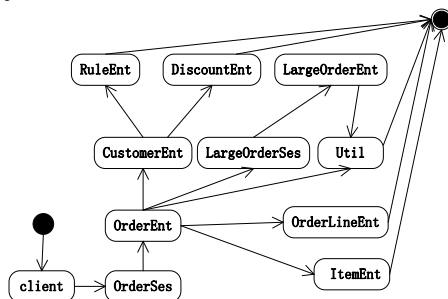 RuleEnt DiscountEnt LargeOrderEnt
CustomerEnt LargeOrderSes Util
OrderEnt OrderLineEnt
client OrderSes ItemEnt